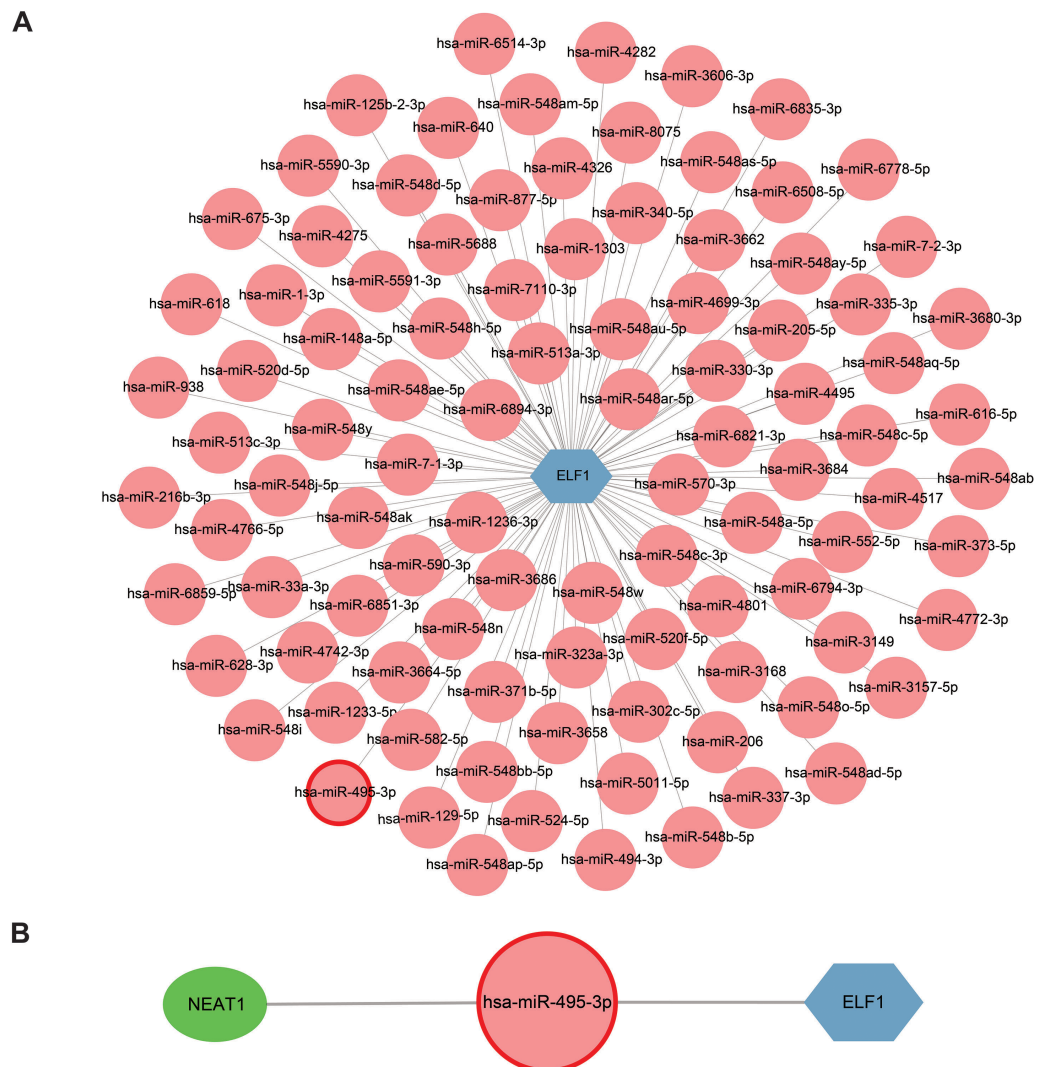 A
hsa-miR-6514-3p
hsa-miR-4282
hsa-miR-3606-3p
hsa-miR-125b-2-3p
hsa-miR-548am-5p
hsa-miR-6835-3p
hsa-miR-640
hsa-miR-8075
hsa-miR-5590-3p
hsa-miR-4326
hsa-miR-548as-5p
hsa-miR-6778-5p
hsa-miR-548d-5p
hsa-miR-877-5p
hsa-miR-6508-5p
hsa-miR-340-5p
hsa-miR-675-3p
hsa-miR-4275
hsa-miR-5688
hsa-miR-1303
hsa-miR-3662
hsa-miR-7-2-3p
hsa-miR-548ay-5p
hsa-miR-5591-3p
hsa-miR-7110-3p
hsa-miR-618
hsa-miR-1-3p
hsa-miR-4699-3p
hsa-miR-335-3p
hsa-miR-3680-3p
hsa-miR-548h-5p
hsa-miR-548au-5p
hsa-miR-205-5p
hsa-miR-148a-5p
hsa-miR-513a-3p
hsa-miR-548aq-5p
hsa-miR-520d-5p
hsa-miR-330-3p
hsa-miR-938
hsa-miR-548ae-5p
hsa-miR-4495
hsa-miR-6894-3p
hsa-miR-548ar-5p
hsa-miR-616-5p
hsa-miR-513c-3p
hsa-miR-548y
hsa-miR-6821-3p
hsa-miR-548c-5p
hsa-miR-7-1-3p
hsa-miR-3684
ELF1
hsa-miR-548ab
hsa-miR-216b-3p
hsa-miR-548j-5p
hsa-miR-570-3p
hsa-miR-4517
hsa-miR-4766-5p
hsa-miR-548ak
hsa-miR-1236-3p
hsa-miR-548a-5p
hsa-miR-552-5p
hsa-miR-373-5p
hsa-miR-548c-3p
hsa-miR-590-3p
hsa-miR-3686
hsa-miR-6859-5p
hsa-miR-33a-3p
hsa-miR-548w
hsa-miR-6794-3p
hsa-miR-6851-3p
hsa-miR-4801
hsa-miR-4772-3p
hsa-miR-548n
hsa-miR-520f-5p
hsa-miR-3149
hsa-miR-4742-3p
hsa-miR-323a-3p
hsa-miR-628-3p
hsa-miR-3664-5p
hsa-miR-3168
hsa-miR-3157-5p
hsa-miR-371b-5p
hsa-miR-1233-5p
hsa-miR-302c-5p
hsa-miR-548o-5p
hsa-miR-548i
hsa-miR-582-5p
hsa-miR-3658
hsa-miR-206
hsa-miR-548bb-5p
hsa-miR-548ad-5p
hsa-miR-5011-5p
hsa-miR-495-3p
hsa-miR-337-3p
hsa-miR-129-5p
hsa-miR-524-5p
hsa-miR-548b-5p
hsa-miR-548ap-5p
hsa-miR-494-3p
B
NEAT1
hsa-miR-495-3p
ELF1